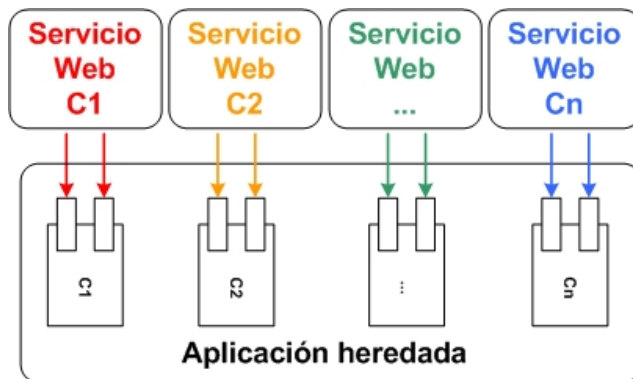 Servicio
Web
C1
Servicio
Web
C2
Servicio
Web
...
Servicio
Web
Cn
C1
C2
...
Cn
Aplicación heredada